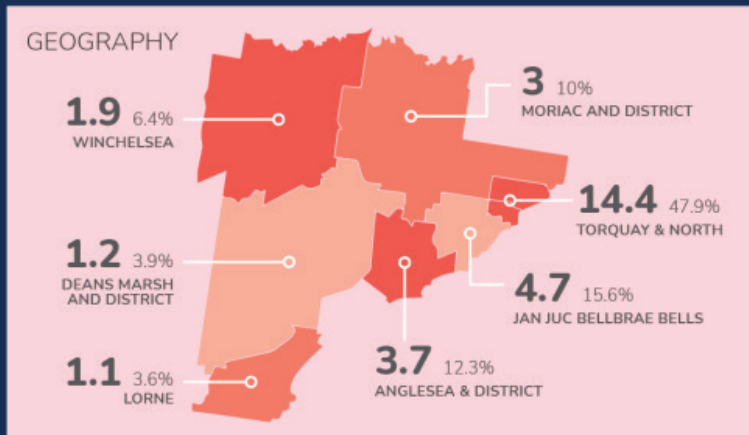 GEOGRAPHY
1.9 6.4%
WINCHELSEA
3 10%
MORIAC AND DISTRICT
14.4 47.9%
TORQUAY & NORTH
1.2 3.9%
DEANS MARSH
AND DISTRICT
4.7 15.6%
JAN JUC BELLBRAE BELLS
3.7 12.3%
ANGLESEA & DISTRICT
1.1 3.6%
LORNE